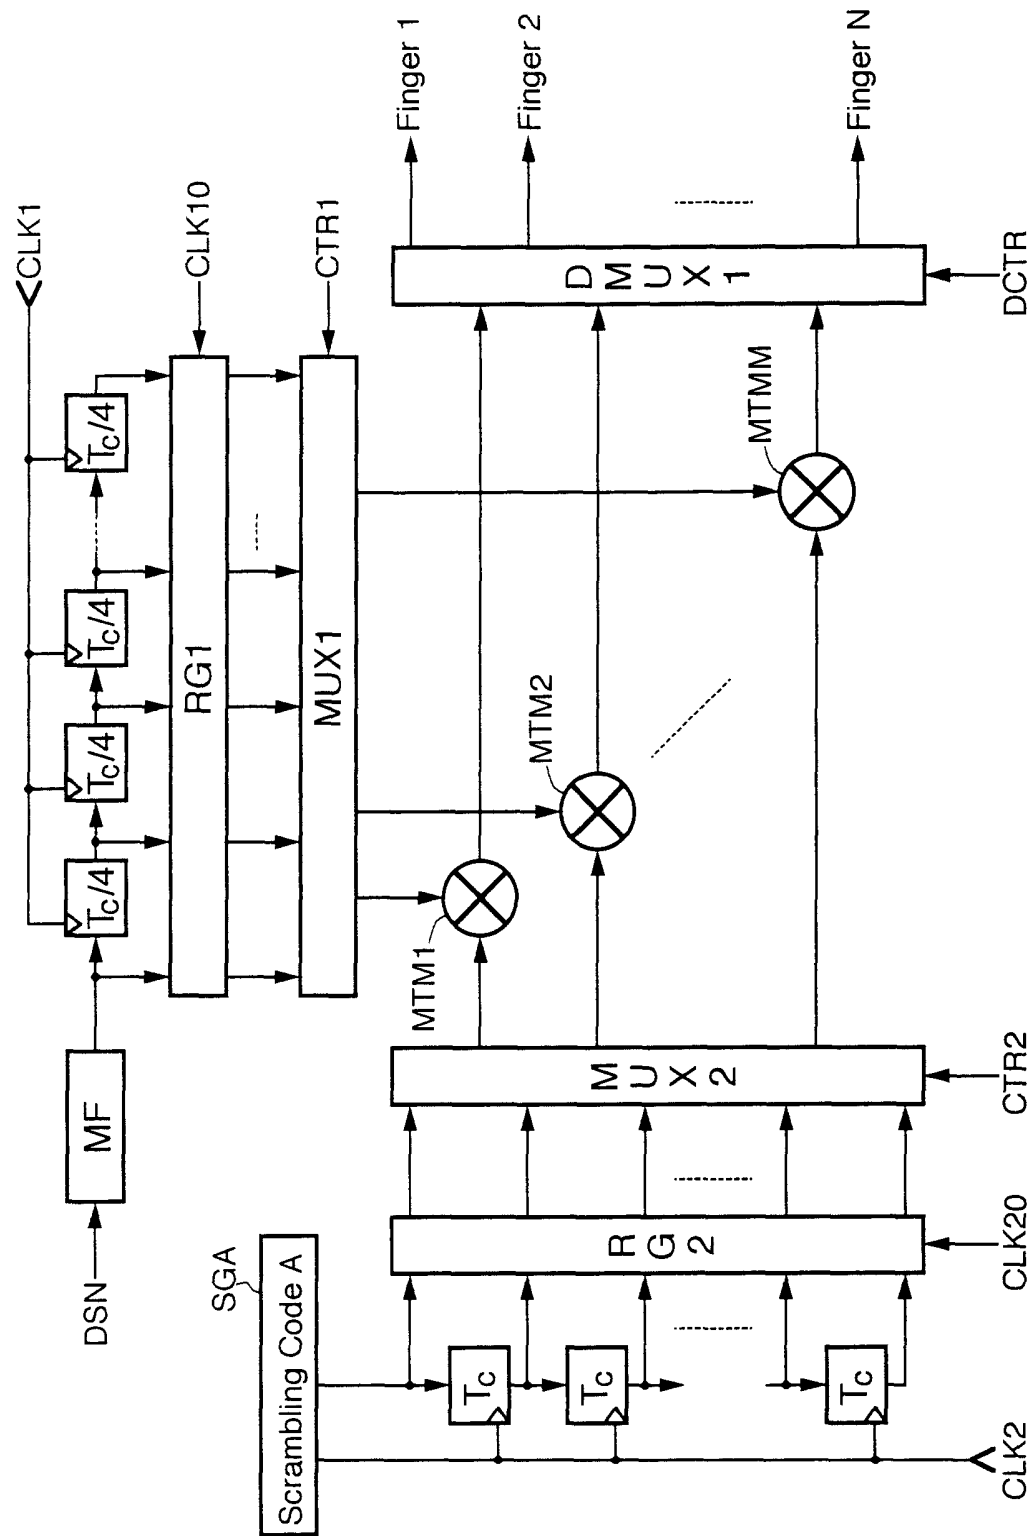 CLK1
Tc/4
Tc/4
Tc/4
Tc/4
CLK10
CTR1
RG1
MUX1
MF
DSN
SGA
Scrambling Code A
MTM1
MTM2
MTMM
Finger 1
Finger 2
Finger N
DMUX1
DCTR
MUX2
CTR2
RG2
CLK20
Tc
Tc
Tc
CLK2